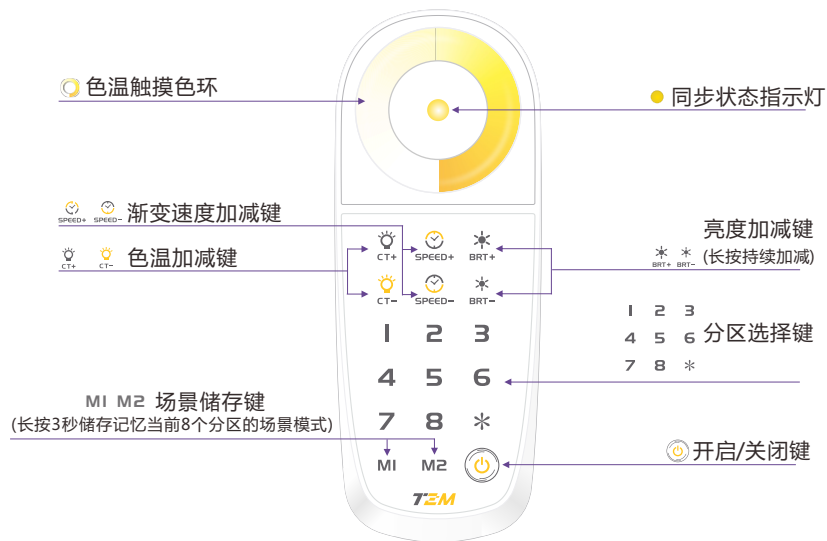 色温触摸色环
同步状态指示灯
SPEED+ SPEED− 渐变速度加减键
CT+ CT− 色温加减键
亮度加减键
BRT+ BRT− (长按持续加减)
CT+ SPEED+ BRT+
CT− SPEED− BRT−
1 2 3
4 5 6
7 8 *
分区选择键
1 2 3
4 5 6
7 8 *
M1 M2 场景储存键
(长按3秒储存记忆当前8个分区的场景模式)
M1 M2
开启/关闭键
TEM